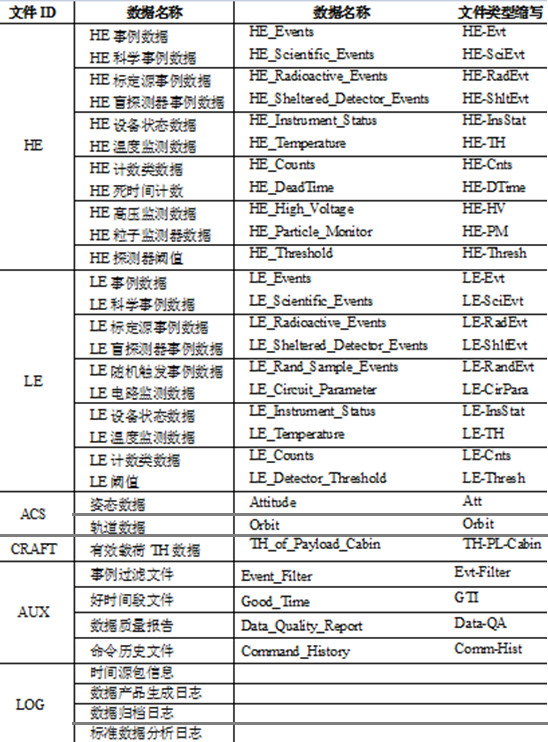 文件 ID 数据名称 数据名称 文件类型缩写
HE
HE 事例数据 HE_Events HE-Evt
HE 科学事例数据 HE_Scientific_Events HE-SciEvt
HE 标定源事例数据 HE_Radioactive_Events HE-RadEvt
HE 盲探测器事例数据 HE_Sheltered_Detector_Events HE-ShltEvt
HE 设备状态数据 HE_Instrument_Status HE-InsStat
HE 温度监测数据 HE_Temperature HE-TH
HE 计数类数据 HE_Counts HE-Cnts
HE 死时间计数 HE_DeadTime HE-DTime
HE 高压监测数据 HE_High_Voltage HE-HV
HE 粒子监测器数据 HE_Particle_Monitor HE-PM
HE 探测器阈值 HE_Threshold HE-Thresh
LE
LE 事例数据 LE_Events LE-Evt
LE 科学事例数据 LE_Scientific_Events LE-SciEvt
LE 标定源事例数据 LE_Radioactive_Events LE-RadEvt
LE 盲探测器事例数据 LE_Sheltered_Detector_Events LE-ShltEvt
LE 随机触发事例数据 LE_Rand_Sample_Events LE-RandEvt
LE 电路监测数据 LE_Circuit_Parameter LE-CirPara
LE 设备状态数据 LE_Instrument_Status LE-InsStat
LE 温度监测数据 LE_Temperature LE-TH
LE 计数类数据 LE_Counts LE-Cnts
LE 阈值 LE_Detector_Threshold LE-Thresh
ACS
姿态数据 Attitude Att
轨道数据 Orbit Orbit
CRAFT 有效载荷 TH 数据 TH_of_Payload_Cabin TH-PL-Cabin
AUX
事例过滤文件 Event_Filter Evt-Filter
好时间段文件 Good_Time GTI
数据质量报告 Data_Quality_Report Data-QA
命令历史文件 Command_History Comm-Hist
LOG
时间源包信息
数据产品生成日志
数据归档日志
标准数据分析日志